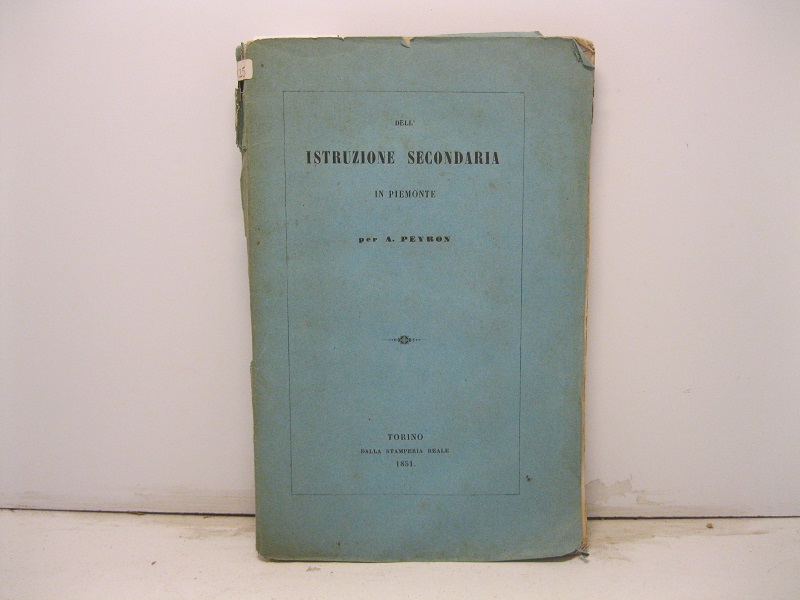 DELL'
ISTRUZIONE SECONDARIA
IN PIEMONTE
per A. PEYRON
TORINO
DALLA STAMPERIA REALE
1851